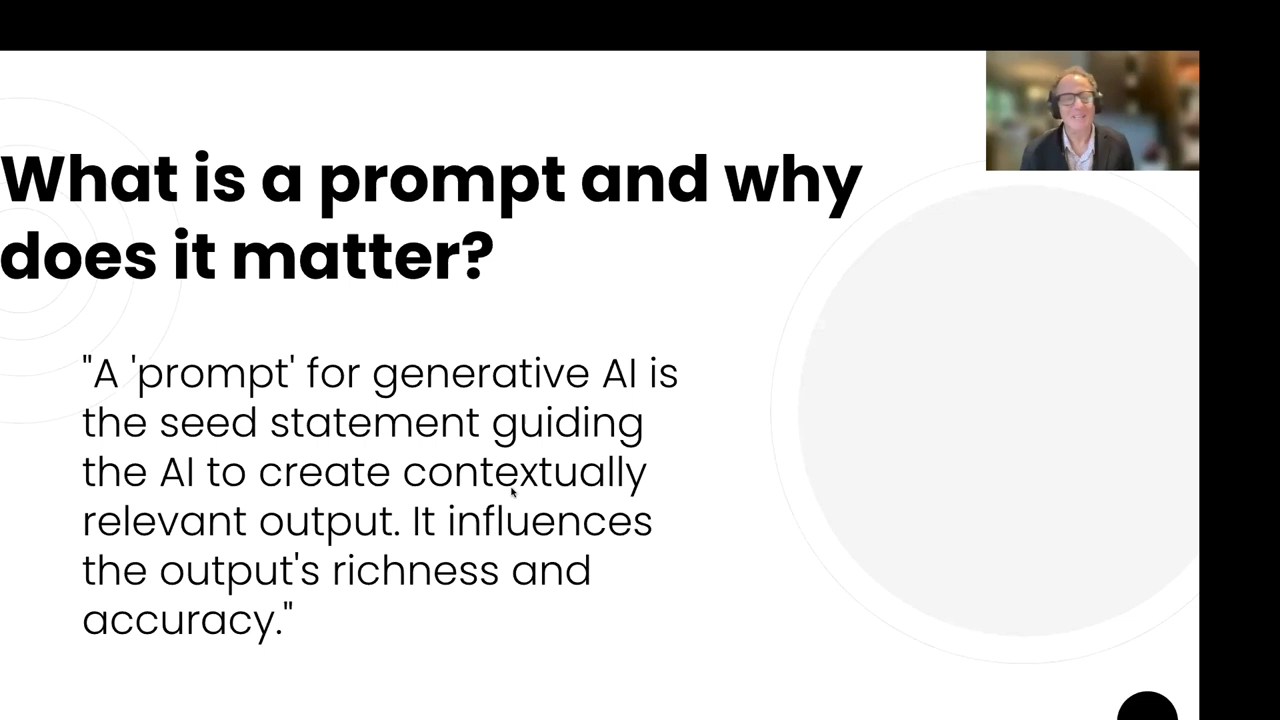 What is a prompt and why
does it matter?
"A 'prompt' for generative AI is
the seed statement guiding
the AI to create contextually
relevant output. It influences
the output's richness and
accuracy."